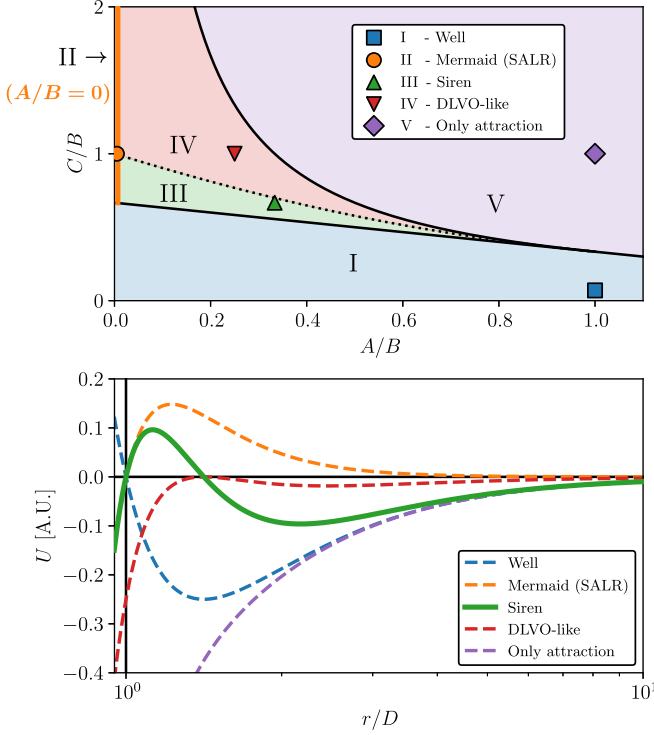 2
I - Well
II - Mermaid (SALR)
III - Siren
IV - DLVO-like
V - Only attraction
II →
(A/B = 0)
C/B
IV
1
III
V
I
0
0.0 0.2 0.4 0.6 0.8 1.0
A/B
0.2
0.1
0.0
−0.1
U [A.U.]
−0.2
−0.3
−0.4
Well
Mermaid (SALR)
Siren
DLVO-like
Only attraction
10⁰ 10¹
r/D